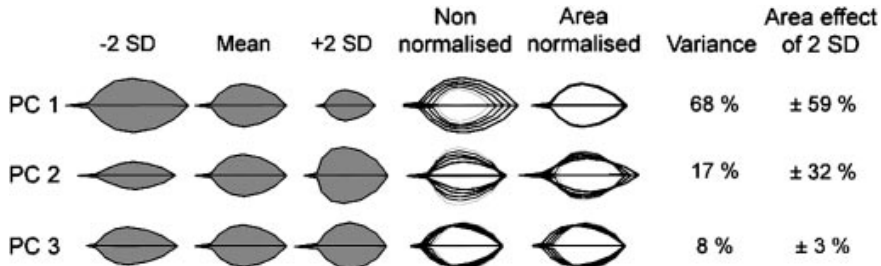 Non Area Area effect
-2 SD Mean +2 SD normalised normalised Variance of 2 SD
PC 1 68 % ± 59 %
PC 2 17 % ± 32 %
PC 3 8 % ± 3 %